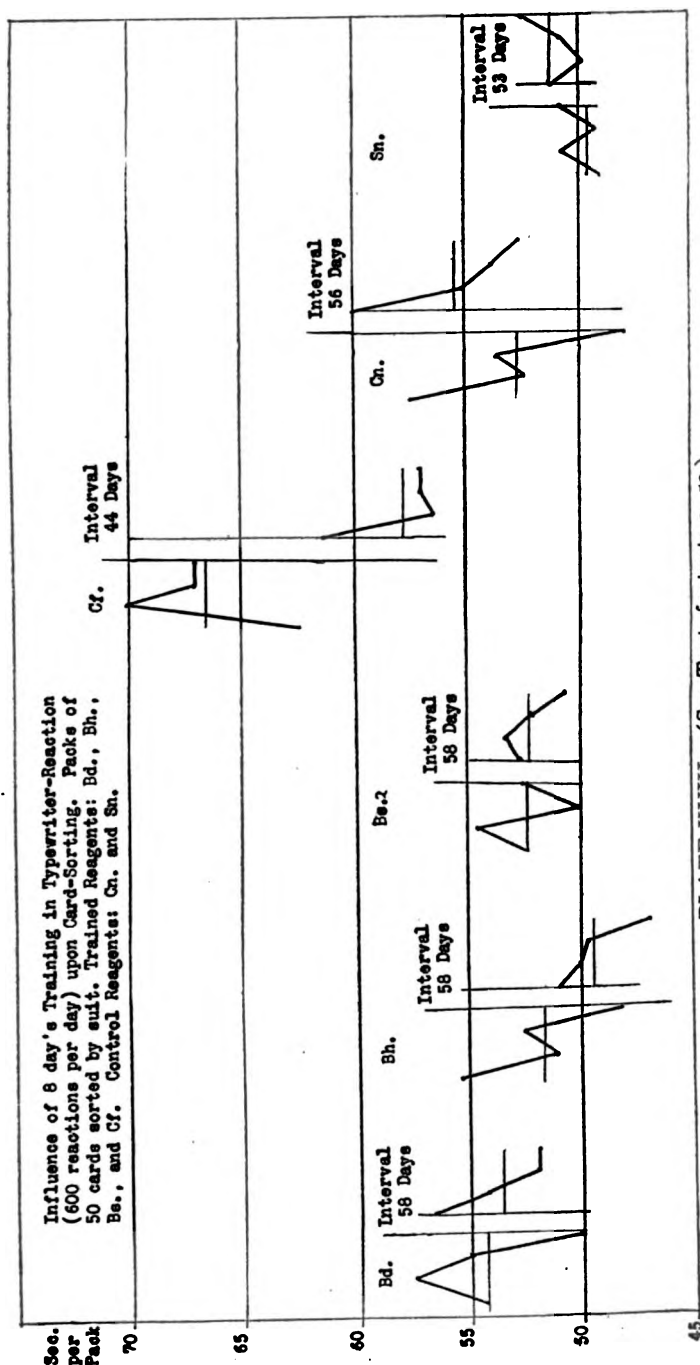 Influence of 8 day's Training in Typewriter-Reaction
(600 reactions per day) upon Card-Sorting. Packs of
50 cards sorted by suit. Trained Reagents: Bd., Bh.,
Be., and Cf. Control Reagents: Cn. and Sn.
Sec.
per
Pack
70
65
60
55
50
45
Bd.
Interval
58 Days
Bh.
Interval
58 Days
Be.2
Interval
58 Days
Cf.
Interval
44 Days
Cn.
Interval
56 Days
Sn.
Interval
53 Days